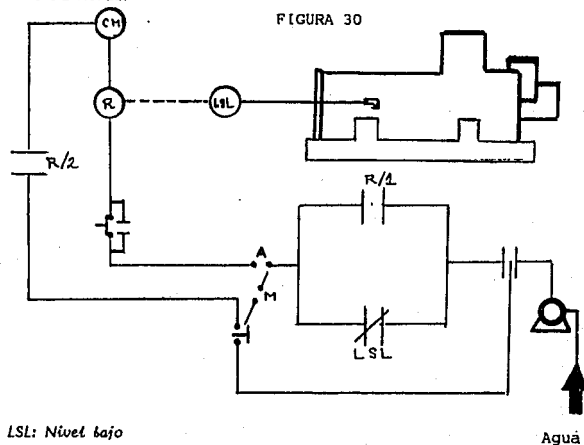 FIGURA 30
CM
R
LSL
R/2
R/1
A
M
LSL
LSL: Nivel bajo
Agua